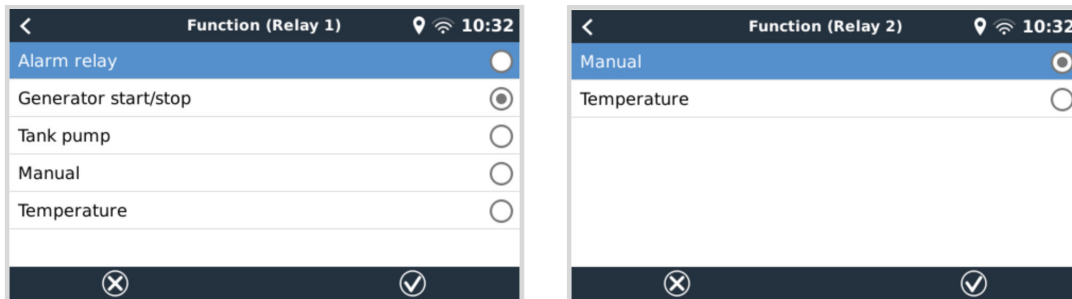 Function (Relay 1) 10:32
Alarm relay
Generator start/stop
Tank pump
Manual
Temperature
Function (Relay 2) 10:32
Manual
Temperature